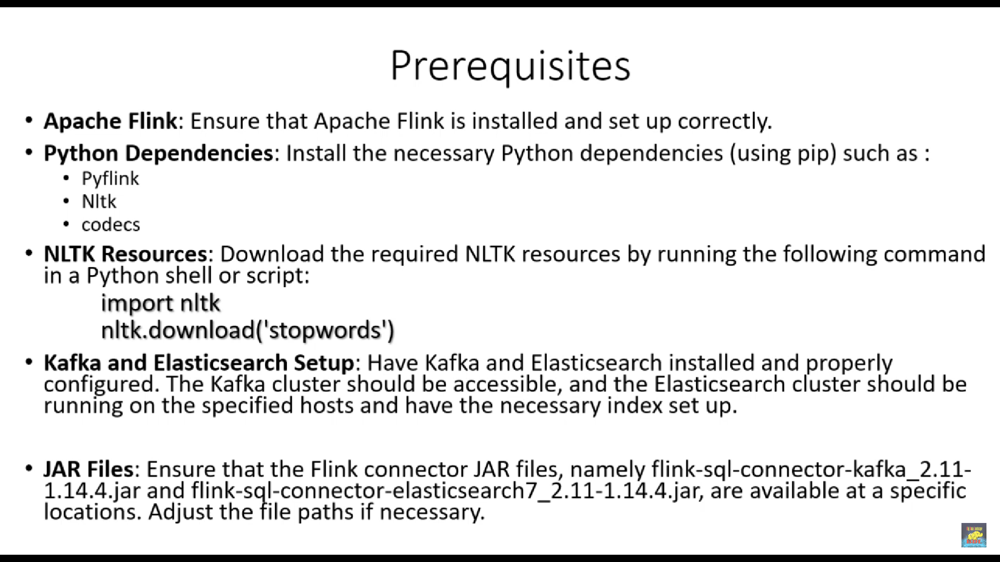 Prerequisites
• Apache Flink: Ensure that Apache Flink is installed and set up correctly.
• Python Dependencies: Install the necessary Python dependencies (using pip) such as :
• Pyflink
• Nltk
• codecs
• NLTK Resources: Download the required NLTK resources by running the following command
in a Python shell or script:
import nltk
nltk.download('stopwords')
• Kafka and Elasticsearch Setup: Have Kafka and Elasticsearch installed and properly
configured. The Kafka cluster should be accessible, and the Elasticsearch cluster should be
running on the specified hosts and have the necessary index set up.
• JAR Files: Ensure that the Flink connector JAR files, namely flink-sql-connector-kafka_2.11-
1.14.4.jar and flink-sql-connector-elasticsearch7_2.11-1.14.4.jar, are available at a specific
locations. Adjust the file paths if necessary.